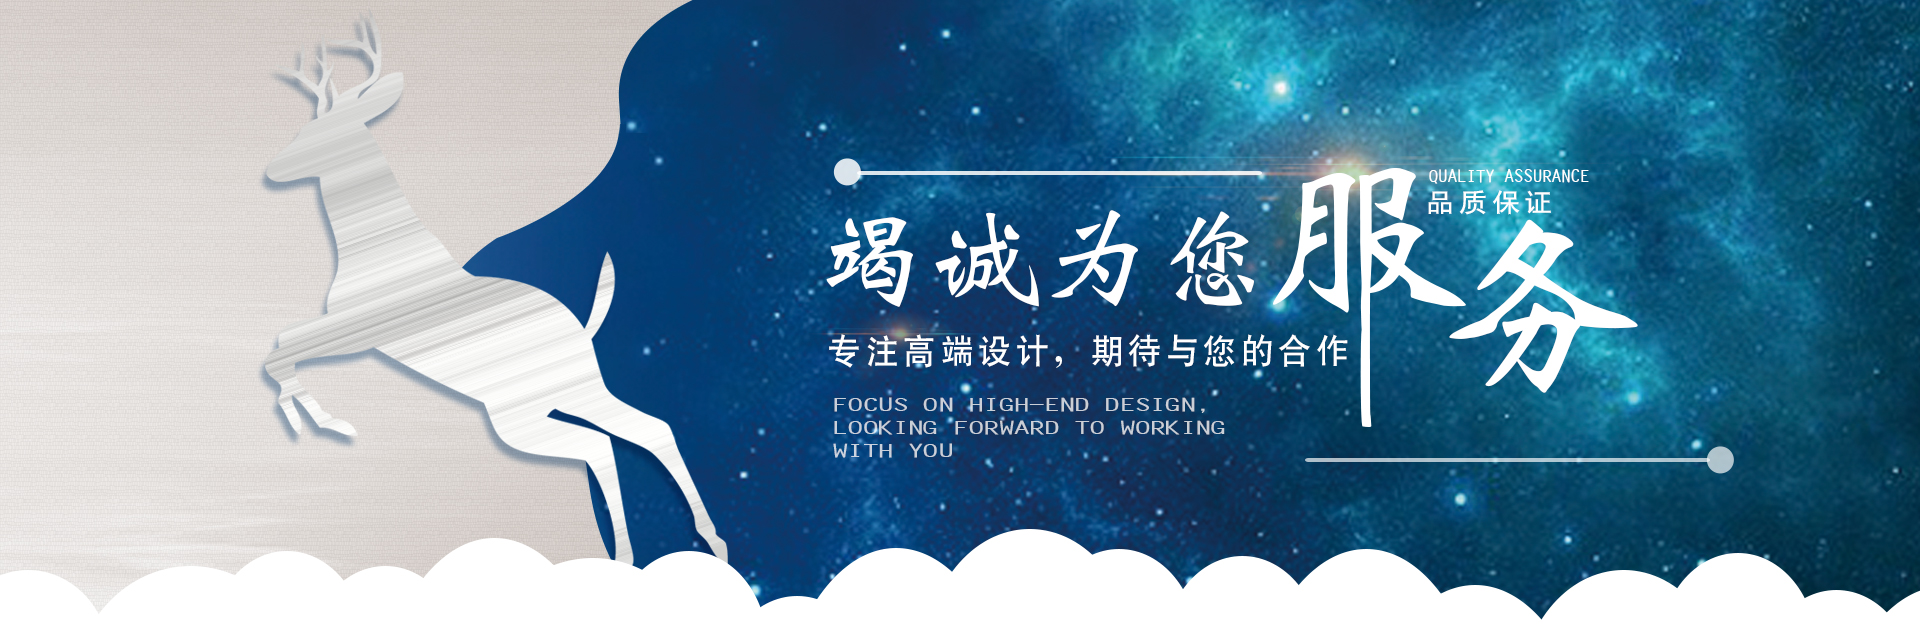 竭诚为您服务
QUALITY ASSURANCE
品质保证
专注高端设计，期待与您的合作
FOCUS ON HIGH-END DESIGN,
LOOKING FORWARD TO WORKING
WITH YOU